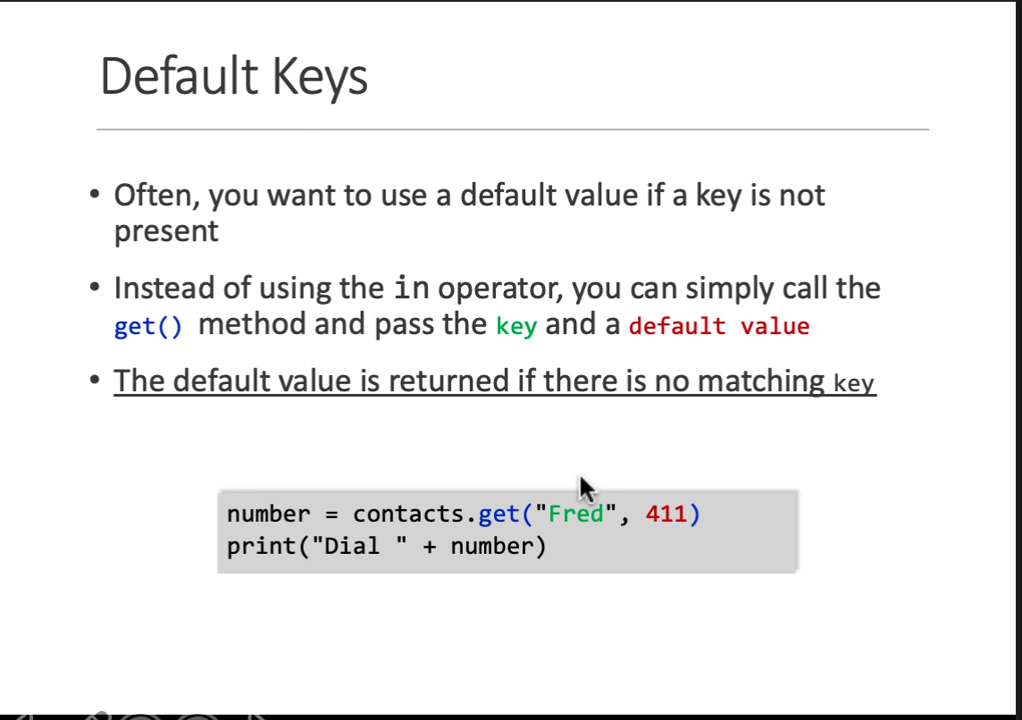 Default Keys
• Often, you want to use a default value if a key is not
present
• Instead of using the in operator, you can simply call the
get() method and pass the key and a default value
• The default value is returned if there is no matching key
number = contacts.get("Fred", 411)
print("Dial " + number)